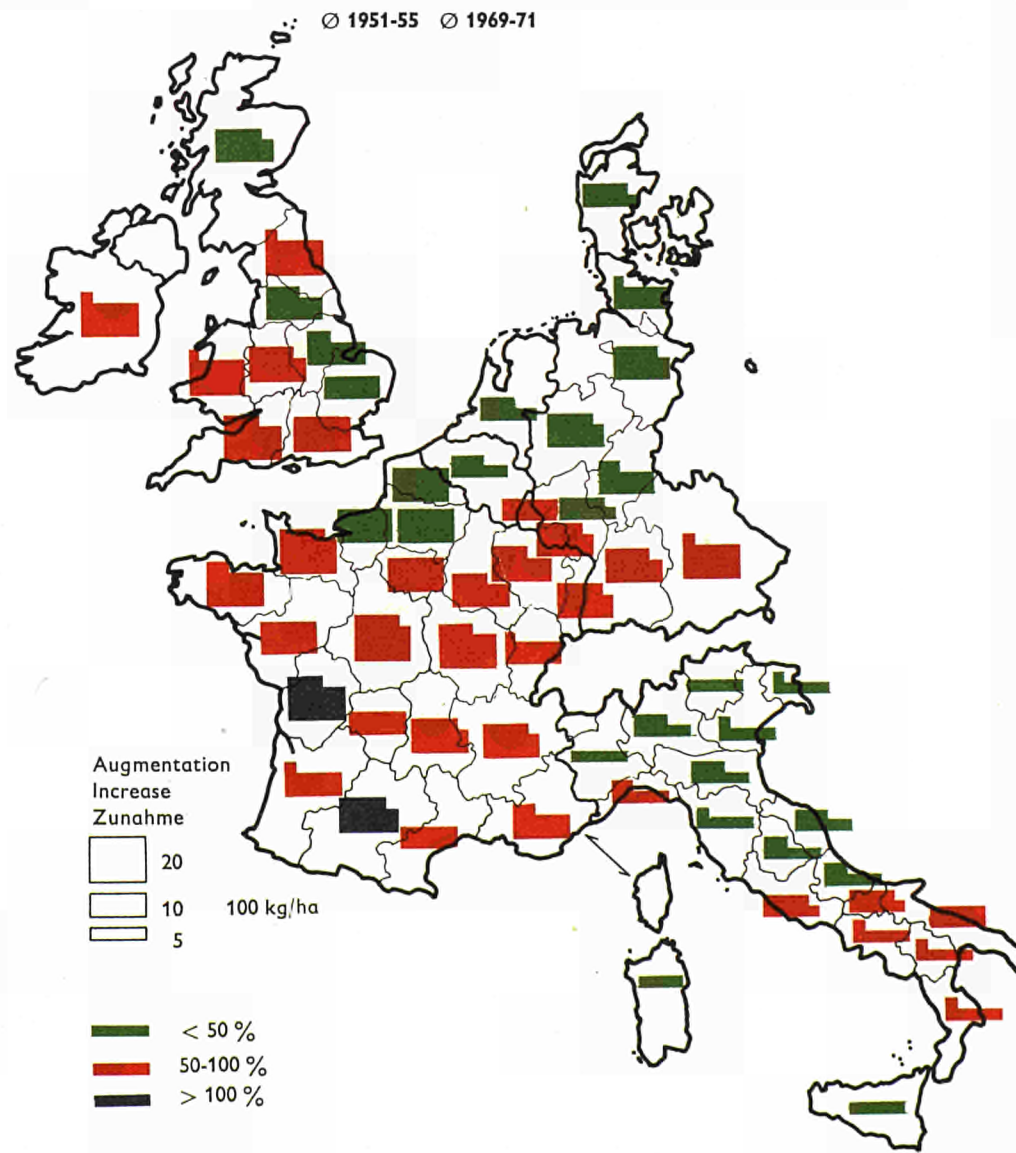 ∅ 1951-55 ∅ 1969-71
Augmentation
Increase
Zunahme
20
10 100 kg/ha
5
< 50 %
50-100 %
> 100 %